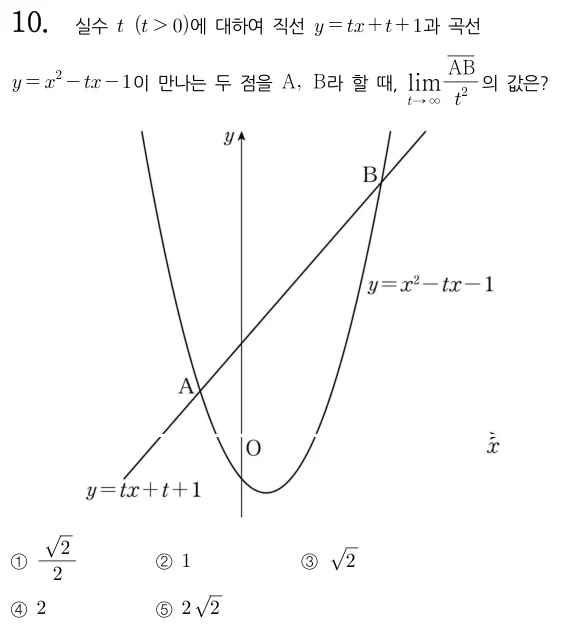 10. 실수 t (t>0)에 대하여 직선 y=tx+t+1과 곡선
y=x²-tx-1이 만나는 두 점을 A, B라 할 때, lim_{t→∞} \overline{AB}/t² 의 값은?
y
B
y=x²-tx-1
A
O
x
y=tx+t+1
① √2/2 ② 1 ③ √2
④ 2 ⑤ 2√2